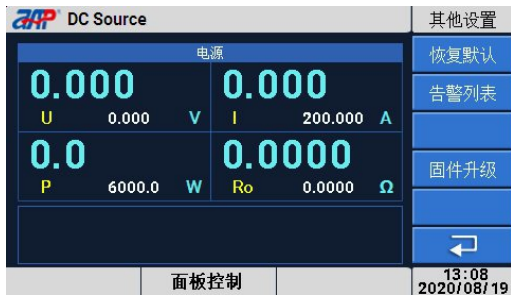 AAP DC Source
其他设置
电源
恢复默认
0.000 0.000
告警列表
U 0.000 V I 200.000 A
0.0 0.0000
固件升级
P 6000.0 W Ro 0.0000 Ω
面板控制
13:08
2020/08/19